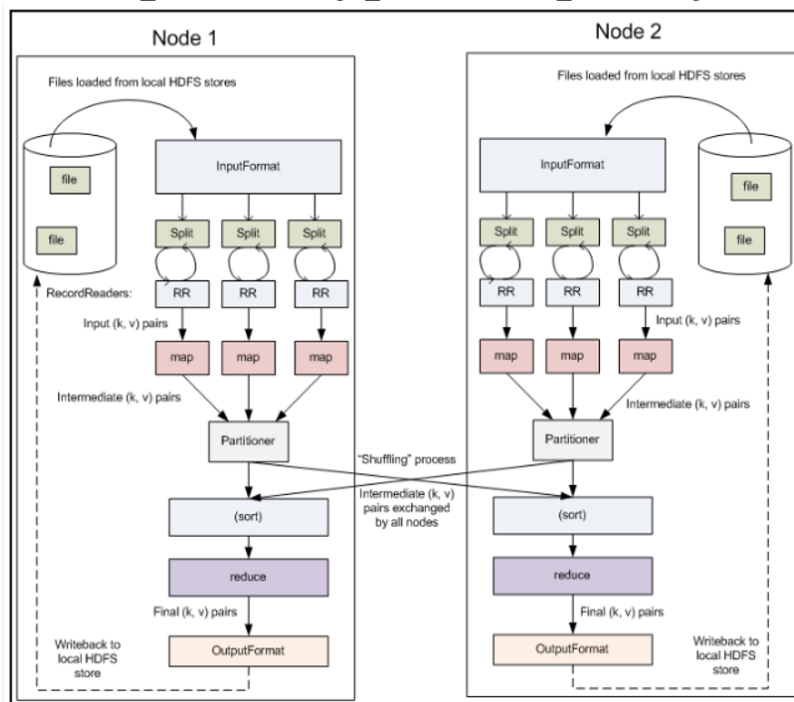 Node 1
Node 2
Files loaded from local HDFS stores
Files loaded from local HDFS stores
InputFormat
InputFormat
file
file
file
file
Split
Split
Split
Split
Split
Split
RecordReaders:
RR
RR
RR
RR
RR
RR
Input (k, v) pairs
Input (k, v) pairs
map
map
map
map
map
map
Intermediate (k, v) pairs
Intermediate (k, v) pairs
Partitioner
Partitioner
"Shuffling" process
Intermediate (k, v)
pairs exchanged
by all nodes
(sort)
(sort)
reduce
reduce
Final (k, v) pairs
Final (k, v) pairs
Writeback to
local HDFS
store
OutputFormat
OutputFormat
Writeback to
local HDFS
store